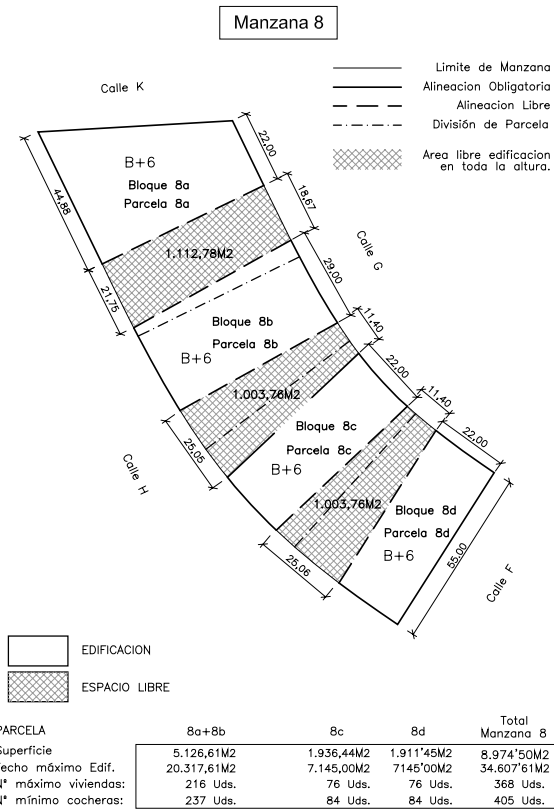 Manzana 8
Calle K
Limite de Manzana
Alineacion Obligatoria
Alineacion Libre
División de Parcela
Area libre edificacion
en toda la altura.
22,00
B+6
Bloque 8a
Parcela 8a
44,88
18,67
1.112,78M2
Calle G
21,75
29,00
Bloque 8b
Parcela 8b
B+6
11,40
22,00
1.003,76M2
11,40
Bloque 8c
Parcela 8c
B+6
22,00
25,05
Calle H
1.003,76M2
Bloque 8d
Parcela 8d
B+6
55,00
25,06
Calle F
EDIFICACION
ESPACIO LIBRE
PARCELA 8a+8b 8c 8d Total Manzana 8
Superficie 5.126,61M2 1.936,44M2 1.911'45M2 8.974'50M2
echo máximo Edif. 20.317,61M2 7.145,00M2 7145'00M2 34.607'61M2
Nº máximo viviendas: 216 Uds. 76 Uds. 76 Uds. 368 Uds.
Nº mínimo cocheras: 237 Uds. 84 Uds. 84 Uds. 405 Uds.